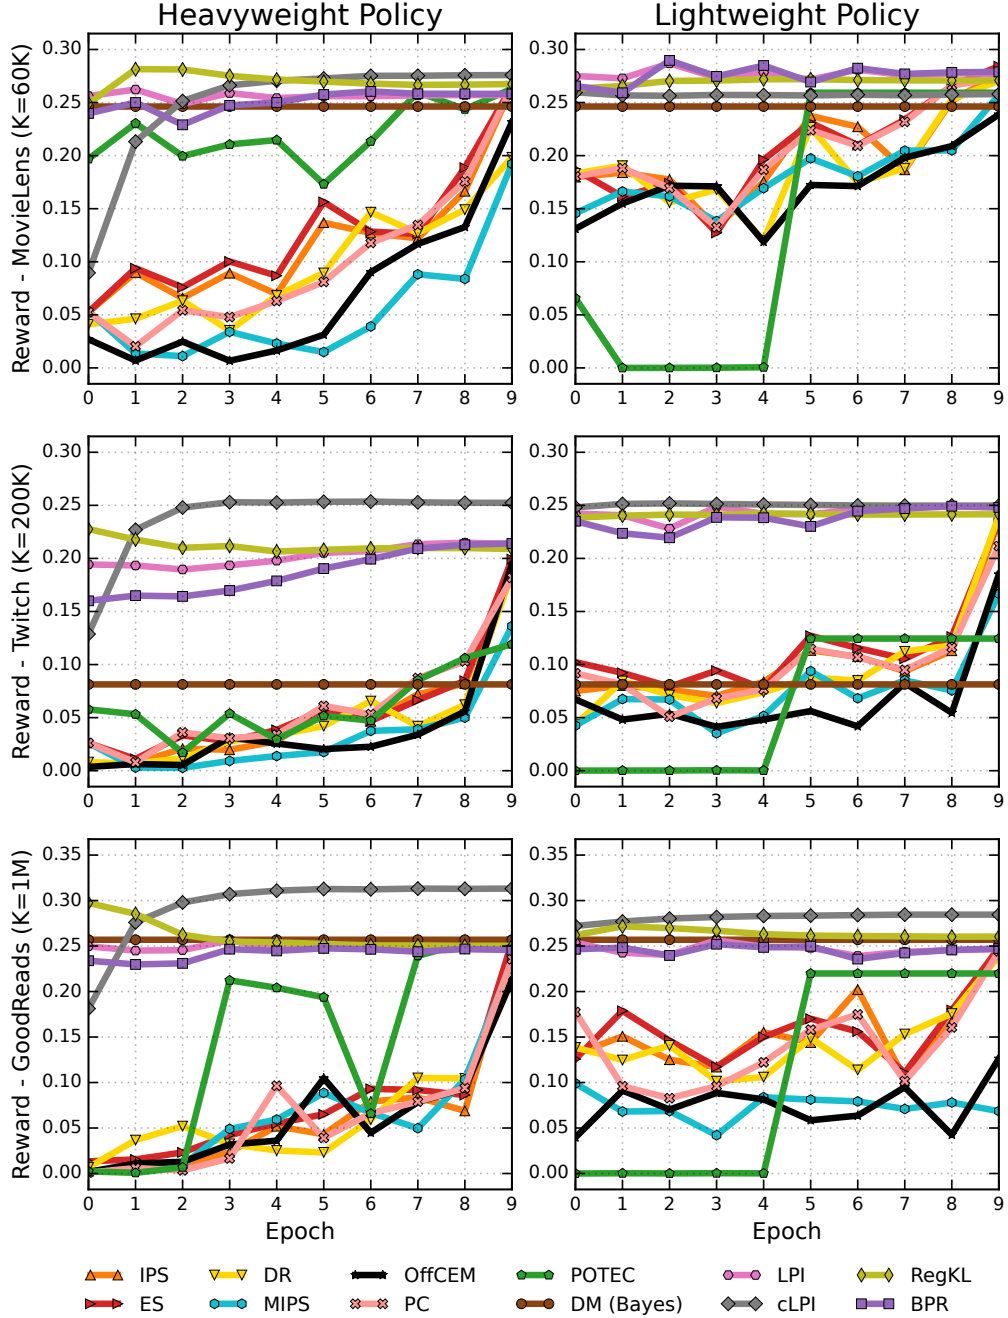 Heavyweight Policy
Lightweight Policy
Reward - MovieLens (K=60K)
0.30
0.25
0.20
0.15
0.10
0.05
0.00
0 1 2 3 4 5 6 7 8 9
0.30
0.25
0.20
0.15
0.10
0.05
0.00
0 1 2 3 4 5 6 7 8 9
Reward - Twitch (K=200K)
0.30
0.25
0.20
0.15
0.10
0.05
0.00
0 1 2 3 4 5 6 7 8 9
0.30
0.25
0.20
0.15
0.10
0.05
0.00
0 1 2 3 4 5 6 7 8 9
Reward - GoodReads (K=1M)
0.35
0.30
0.25
0.20
0.15
0.10
0.05
0.00
0 1 2 3 4 5 6 7 8 9
Epoch
0.35
0.30
0.25
0.20
0.15
0.10
0.05
0.00
0 1 2 3 4 5 6 7 8 9
Epoch
IPS DR OffCEM POTEC LPI RegKL
ES MIPS PC DM (Bayes) cLPI BPR